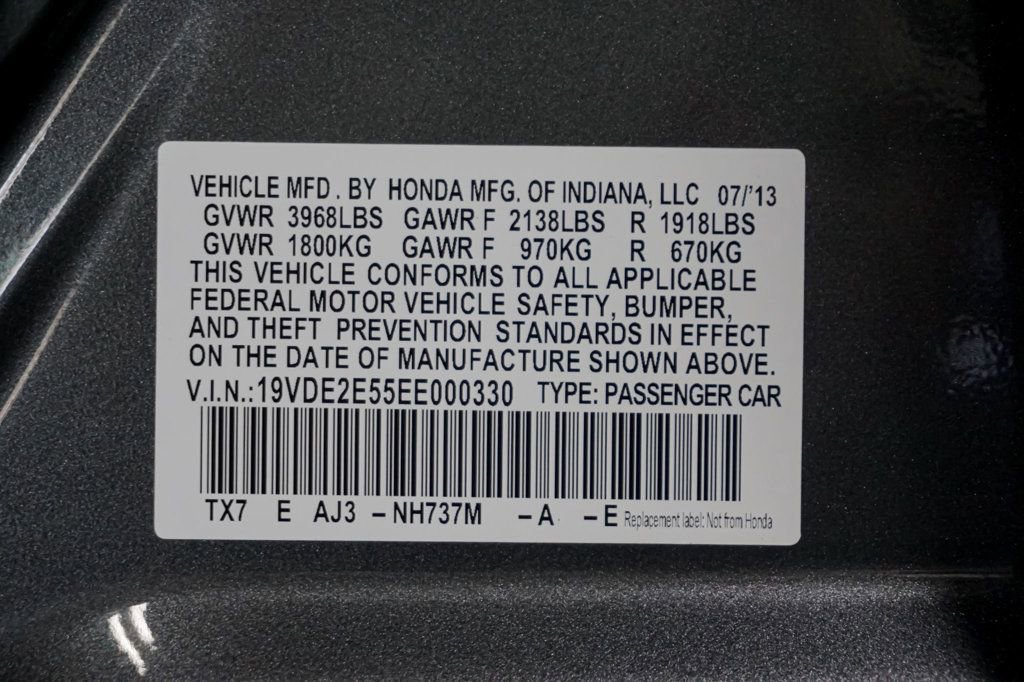 VEHICLE MFD. BY HONDA MFG. OF INDIANA, LLC 07/'13
GVWR 3968LBS GAWR F 2138LBS R 1918LBS
GVWR 1800KG GAWR F 970KG R 670KG
THIS VEHICLE CONFORMS TO ALL APPLICABLE
FEDERAL MOTOR VEHICLE SAFETY, BUMPER,
AND THEFT PREVENTION STANDARDS IN EFFECT
ON THE DATE OF MANUFACTURE SHOWN ABOVE.
V.I.N.:19VDE2E55EE000330 TYPE: PASSENGER CAR
TX7 E AJ3 -NH737M -A -E Replacement label: Not from Honda